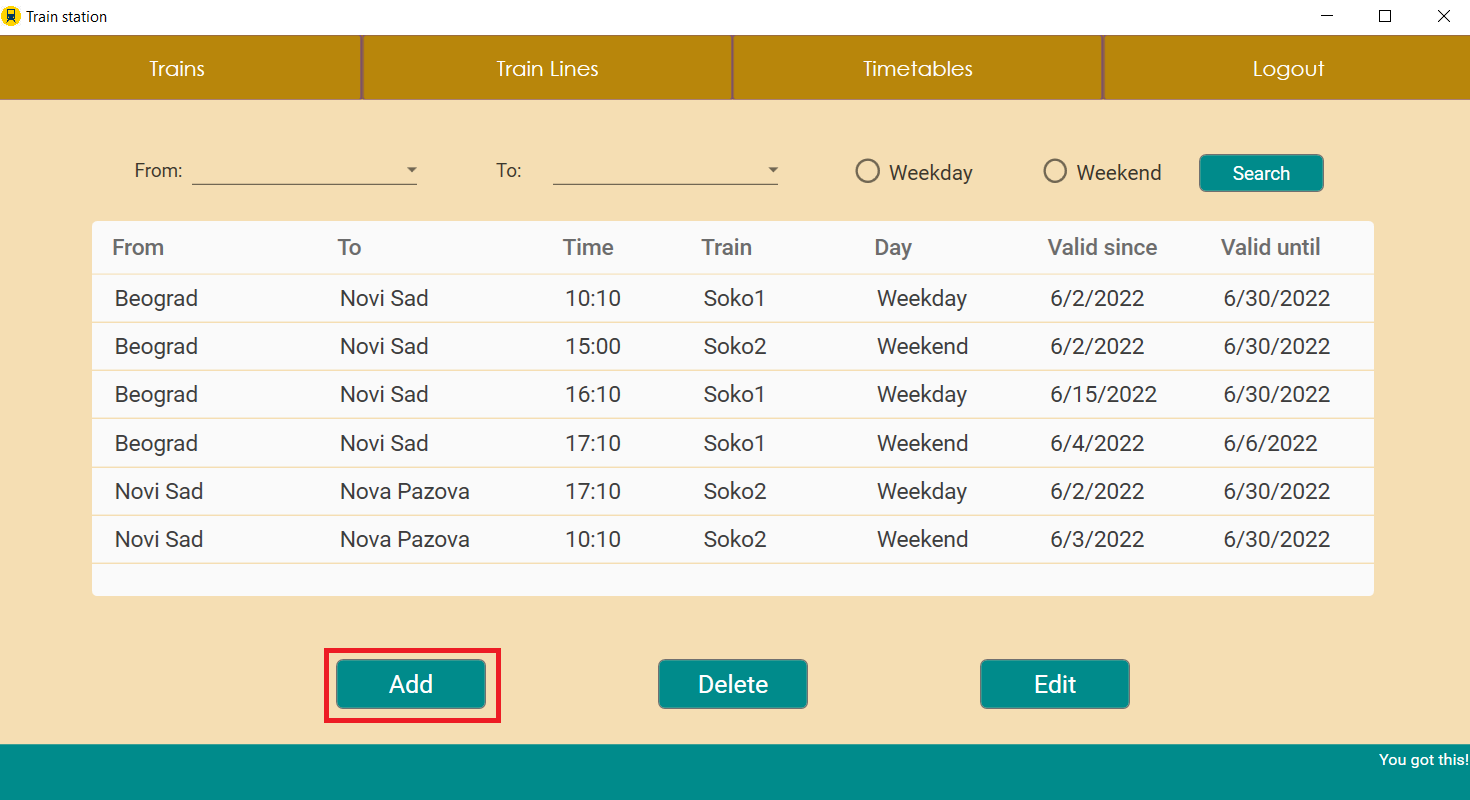 Train station
Trains Train Lines Timetables Logout
From: To: Weekday Weekend Search
From To Time Train Day Valid since Valid until
Beograd Novi Sad 10:10 Soko1 Weekday 6/2/2022 6/30/2022
Beograd Novi Sad 15:00 Soko2 Weekend 6/2/2022 6/30/2022
Beograd Novi Sad 16:10 Soko1 Weekday 6/15/2022 6/30/2022
Beograd Novi Sad 17:10 Soko1 Weekend 6/4/2022 6/6/2022
Novi Sad Nova Pazova 17:10 Soko2 Weekday 6/2/2022 6/30/2022
Novi Sad Nova Pazova 10:10 Soko2 Weekend 6/3/2022 6/30/2022
Add Delete Edit
You got this!